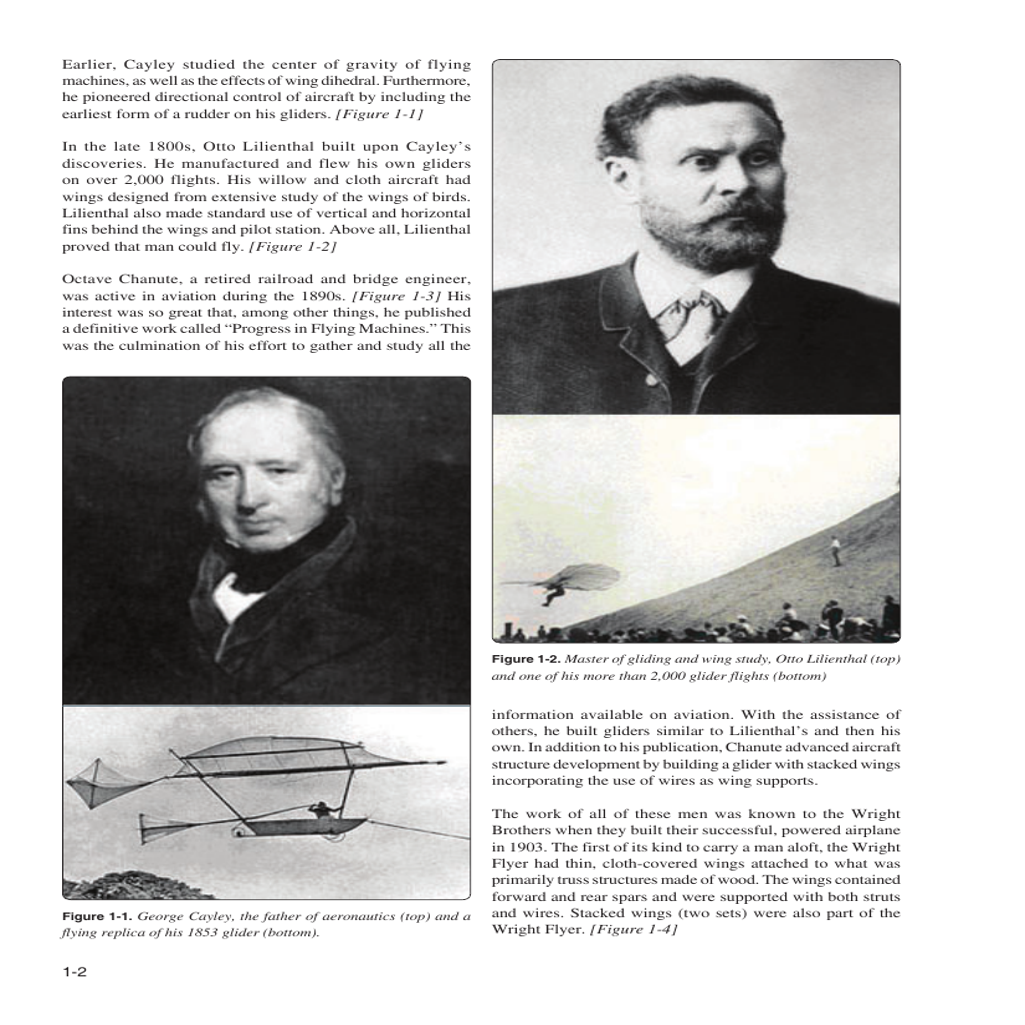 Earlier, Cayley studied the center of gravity of flying
machines, as well as the effects of wing dihedral. Furthermore,
he pioneered directional control of aircraft by including the
earliest form of a rudder on his gliders. [Figure 1-1]
In the late 1800s, Otto Lilienthal built upon Cayley’s
discoveries. He manufactured and flew his own gliders
on over 2,000 flights. His willow and cloth aircraft had
wings designed from extensive study of the wings of birds.
Lilienthal also made standard use of vertical and horizontal
fins behind the wings and pilot station. Above all, Lilienthal
proved that man could fly. [Figure 1-2]
Octave Chanute, a retired railroad and bridge engineer,
was active in aviation during the 1890s. [Figure 1-3] His
interest was so great that, among other things, he published
a definitive work called “Progress in Flying Machines.” This
was the culmination of his effort to gather and study all the
Figure 1-1. George Cayley, the father of aeronautics (top) and a
flying replica of his 1853 glider (bottom).
Figure 1-2. Master of gliding and wing study, Otto Lilienthal (top)
and one of his more than 2,000 glider flights (bottom)
information available on aviation. With the assistance of
others, he built gliders similar to Lilienthal’s and then his
own. In addition to his publication, Chanute advanced aircraft
structure development by building a glider with stacked wings
incorporating the use of wires as wing supports.
The work of all of these men was known to the Wright
Brothers when they built their successful, powered airplane
in 1903. The first of its kind to carry a man aloft, the Wright
Flyer had thin, cloth-covered wings attached to what was
primarily truss structures made of wood. The wings contained
forward and rear spars and were supported with both struts
and wires. Stacked wings (two sets) were also part of the
Wright Flyer. [Figure 1-4]
1-2